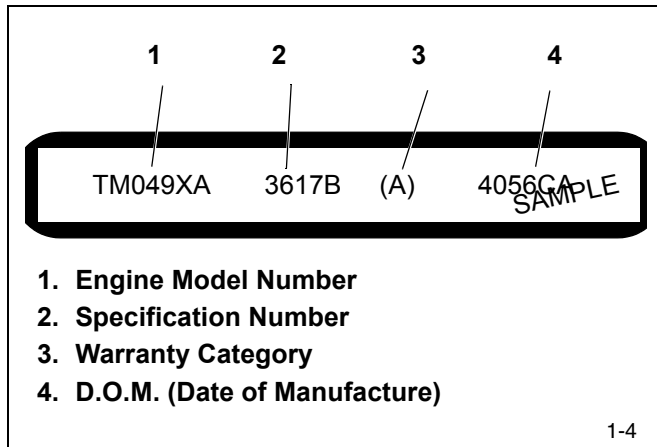 1 2 3 4
TM049XA 3617B (A) 4056CA
SAMPLE
1. Engine Model Number
2. Specification Number
3. Warranty Category
4. D.O.M. (Date of Manufacture)
1-4